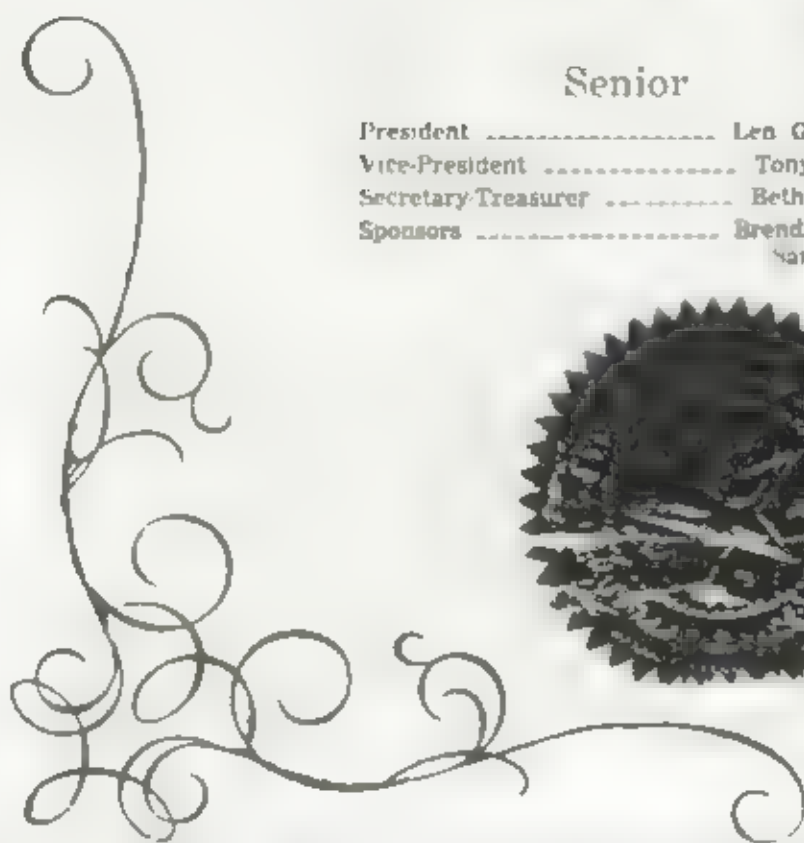 Senior
President .................... Len G
Vice-President ................ Tony
Secretary-Treasurer .......... Beth
Sponsors ......................... Brend